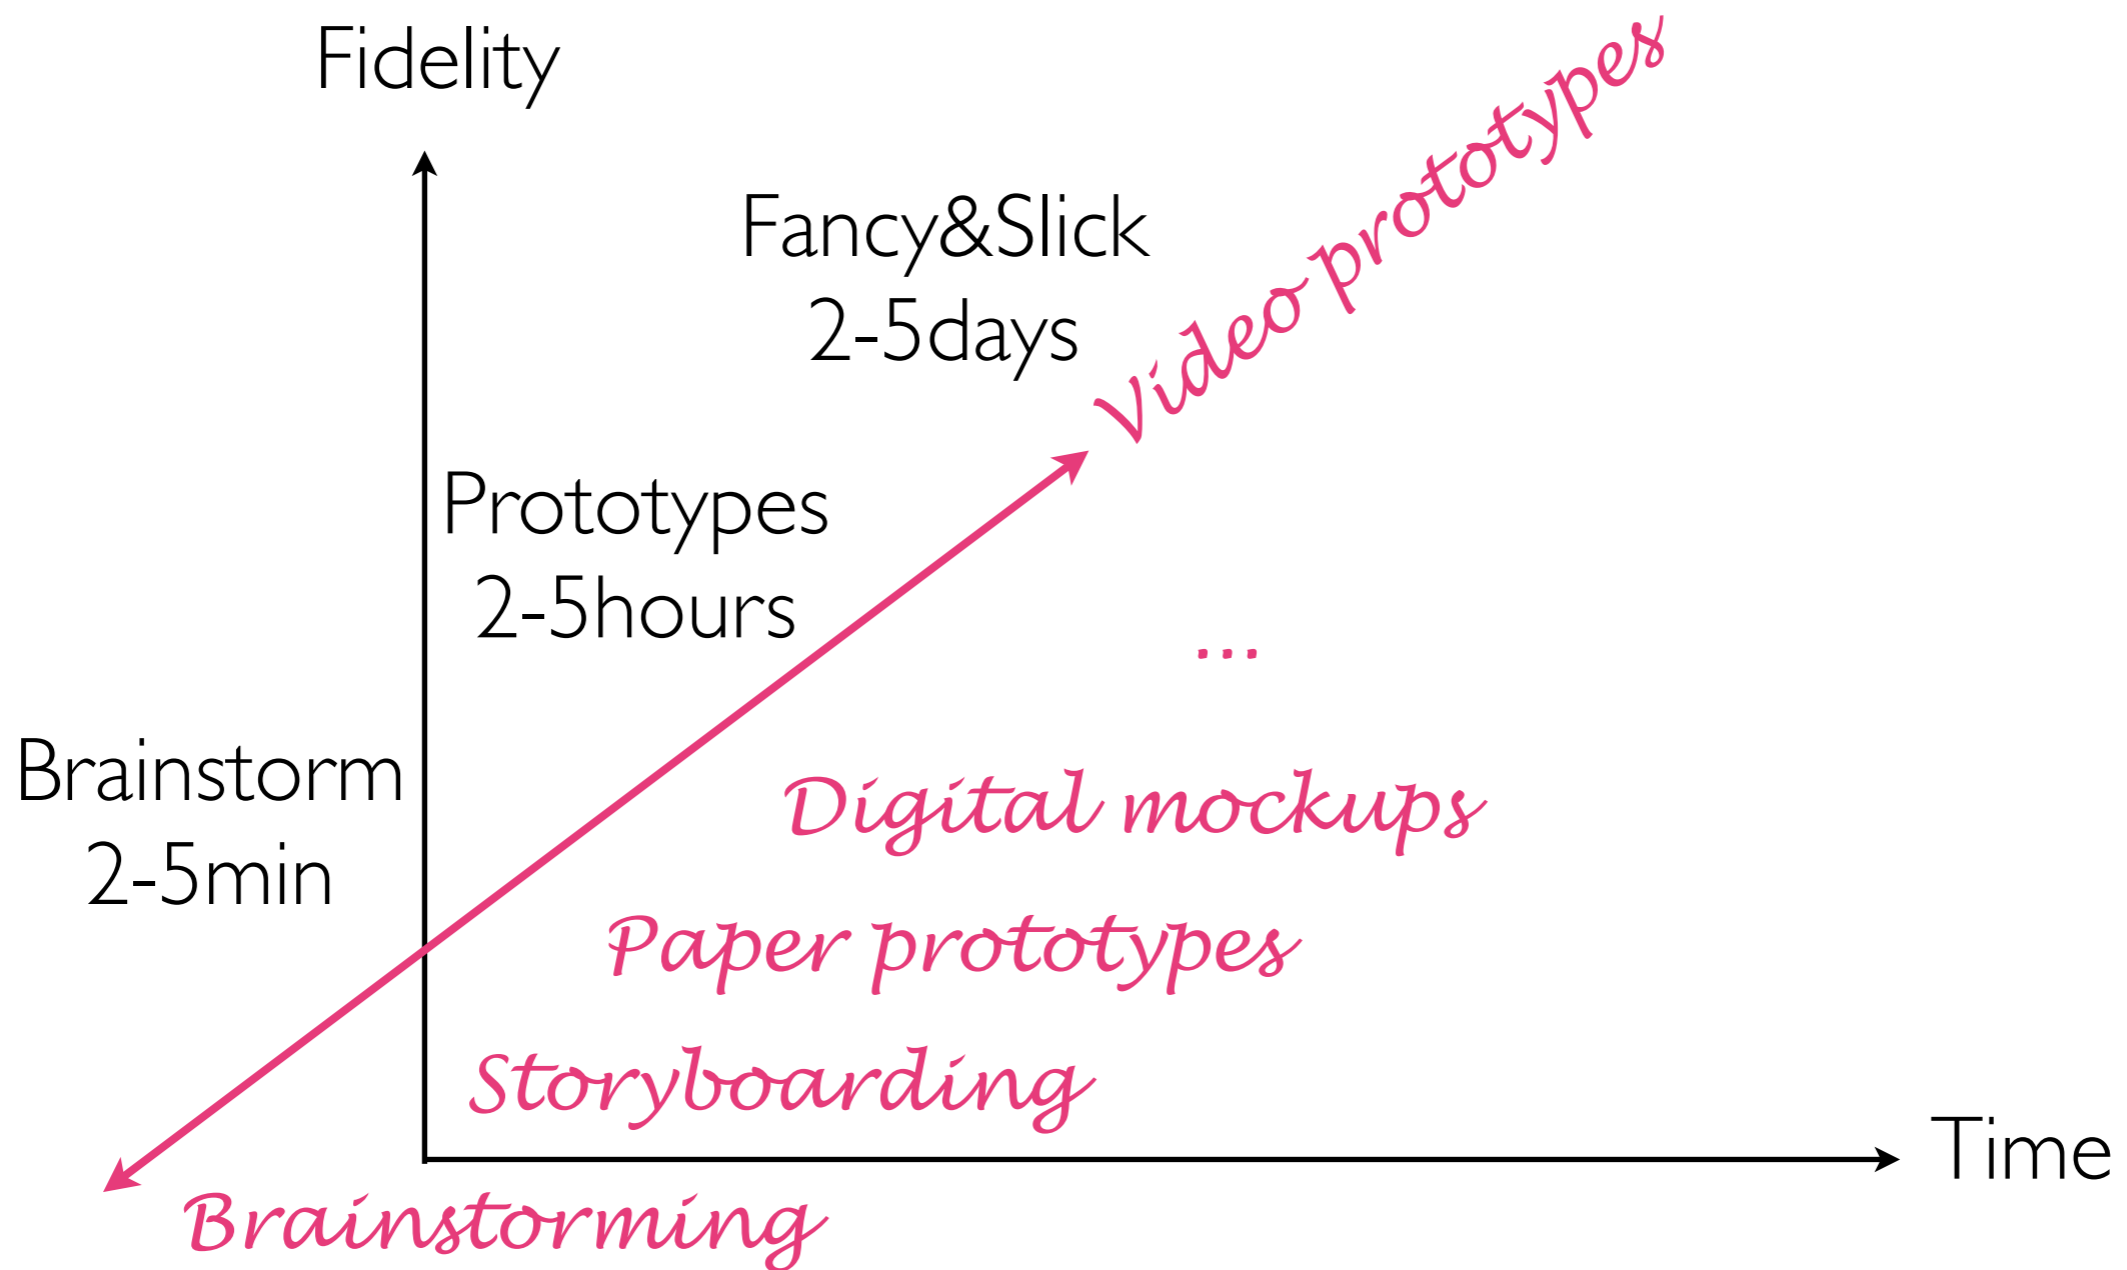 Fidelity
Video prototypes
Fancy&Slick
2-5days
Prototypes
2-5hours
...
Brainstorm
2-5min
Digital mockups
Paper prototypes
Storyboarding
Time
Brainstorming